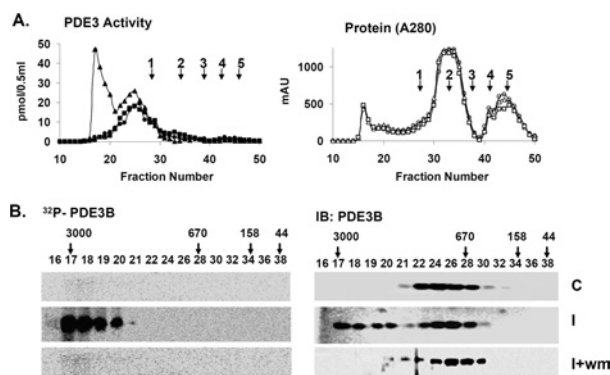 A.
PDE3 Activity
pmol/0.5ml
50
40
30
20
10
0
1 2 3 4 5
10 20 30 40 50
Fraction Number
Protein (A280)
mAU
1000
500
0
1 2 3 4 5
10 20 30 40 50
Fraction Number
B.
32P- PDE3B
3000 670 158 44
16 17 18 19 20 21 22 24 26 28 30 32 34 36 38
IB: PDE3B
3000 670 158 44
16 17 18 19 20 21 22 24 26 28 30 32 34 36 38
C
I
I+wm